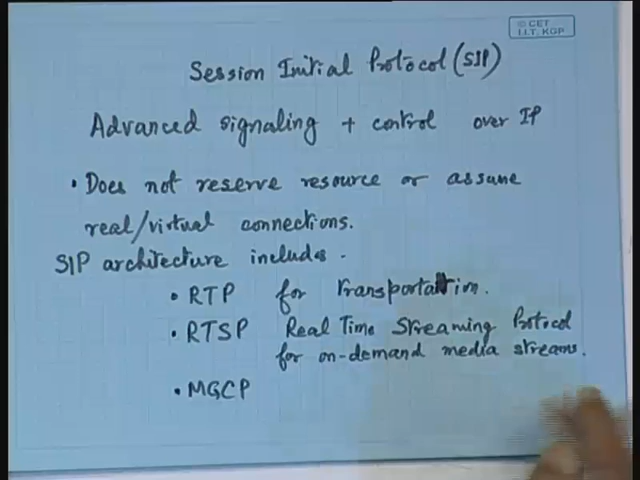 © CET
I.I.T. KGP
Session Initial Protocol (SIP)
Advanced signaling + control over IP
• Does not reserve resource or assume
real/virtual connections.
SIP architecture includes.
• RTP for Transportation.
• RTSP Real Time Streaming Protocol
for on-demand media streams.
• MGCP